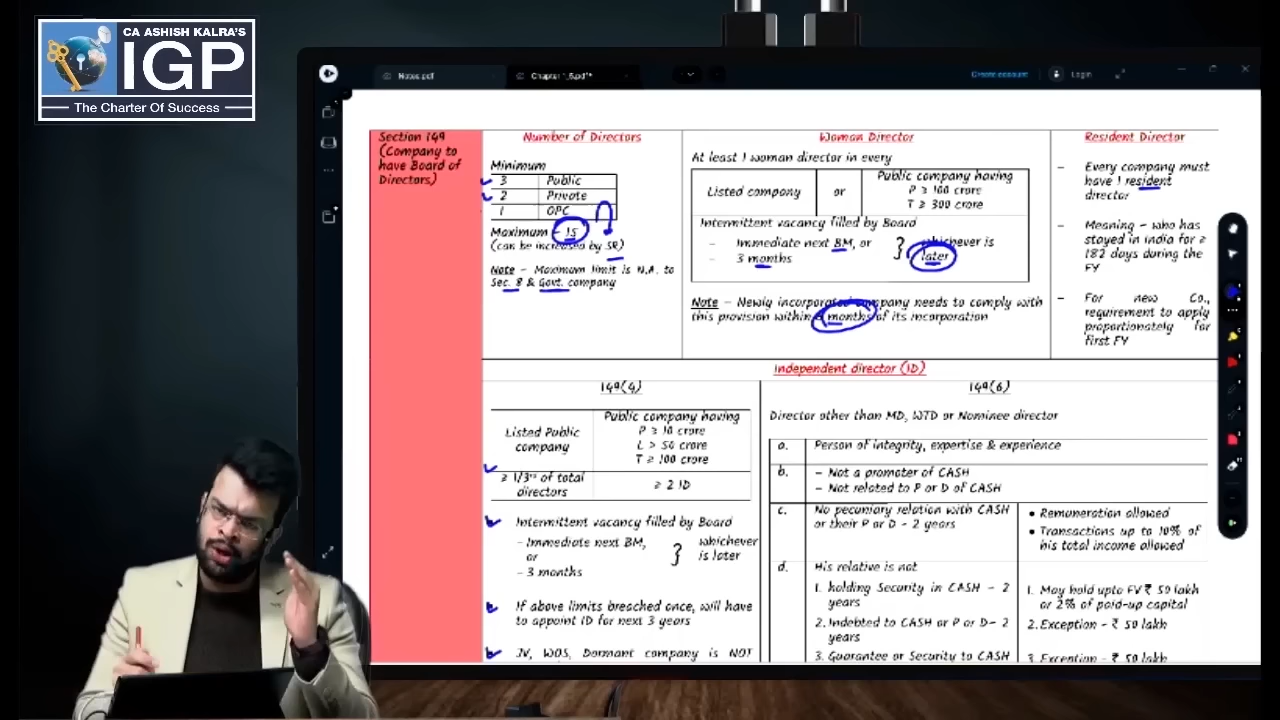 CA ASHISH KALRA'S
IGP
The Charter Of Success
Notes.pdf
Chapter 1_6.pdf*
Create account
Login
Section 149
(Company to
have Board of
Directors)
Number of Directors
Minimum
3 Public
2 Private
1 OPC
Maximum - 15
(can be increased by SR)
Note - Maximum limit is N.A. to
Sec. 8 & Govt. company
Woman Director
At least 1 woman director in every
Listed company
or
Public company having
P ≥ 100 crore
T ≥ 300 crore
Intermittent vacancy filled by Board
- Immediate next BM, or
- 3 months
} whichever is
later
Note - Newly incorporated company needs to comply with
this provision within months of its incorporation
Resident Director
- Every company must
have 1 resident
director
- Meaning - who has
stayed in India for ≥
182 days during the
FY
- For new Co.,
requirement to apply
proportionately for
first FY
Independent director (ID)
149(4)
Listed Public
company
Public company having
P ≥ 10 crore
L > 50 crore
T ≥ 100 crore
≥ 1/3rd of total
directors
≥ 2 ID
Intermittent vacancy filled by Board
- Immediate next BM,
or
- 3 months
} whichever
is later
If above limits breached once, will have
to appoint ID for next 3 years
JV, WOS, Dormant company is NOT
149(6)
Director other than MD, WTD or Nominee director
a. Person of integrity, expertise & experience
b. - Not a promoter of CASH
- Not related to P or D of CASH
c. No pecuniary relation with CASH
or their P or D - 2 years
• Remuneration allowed
• Transactions up to 10% of
his total income allowed
d. His relative is not
1. holding Security in CASH - 2
years
2. Indebted to CASH or P or D- 2
years
3. Guarantee or Security to CASH
1. May hold upto FV ₹ 50 lakh
or 2% of paid-up capital
2. Exception - ₹ 50 lakh
3. Exception - ₹ 50 lakh